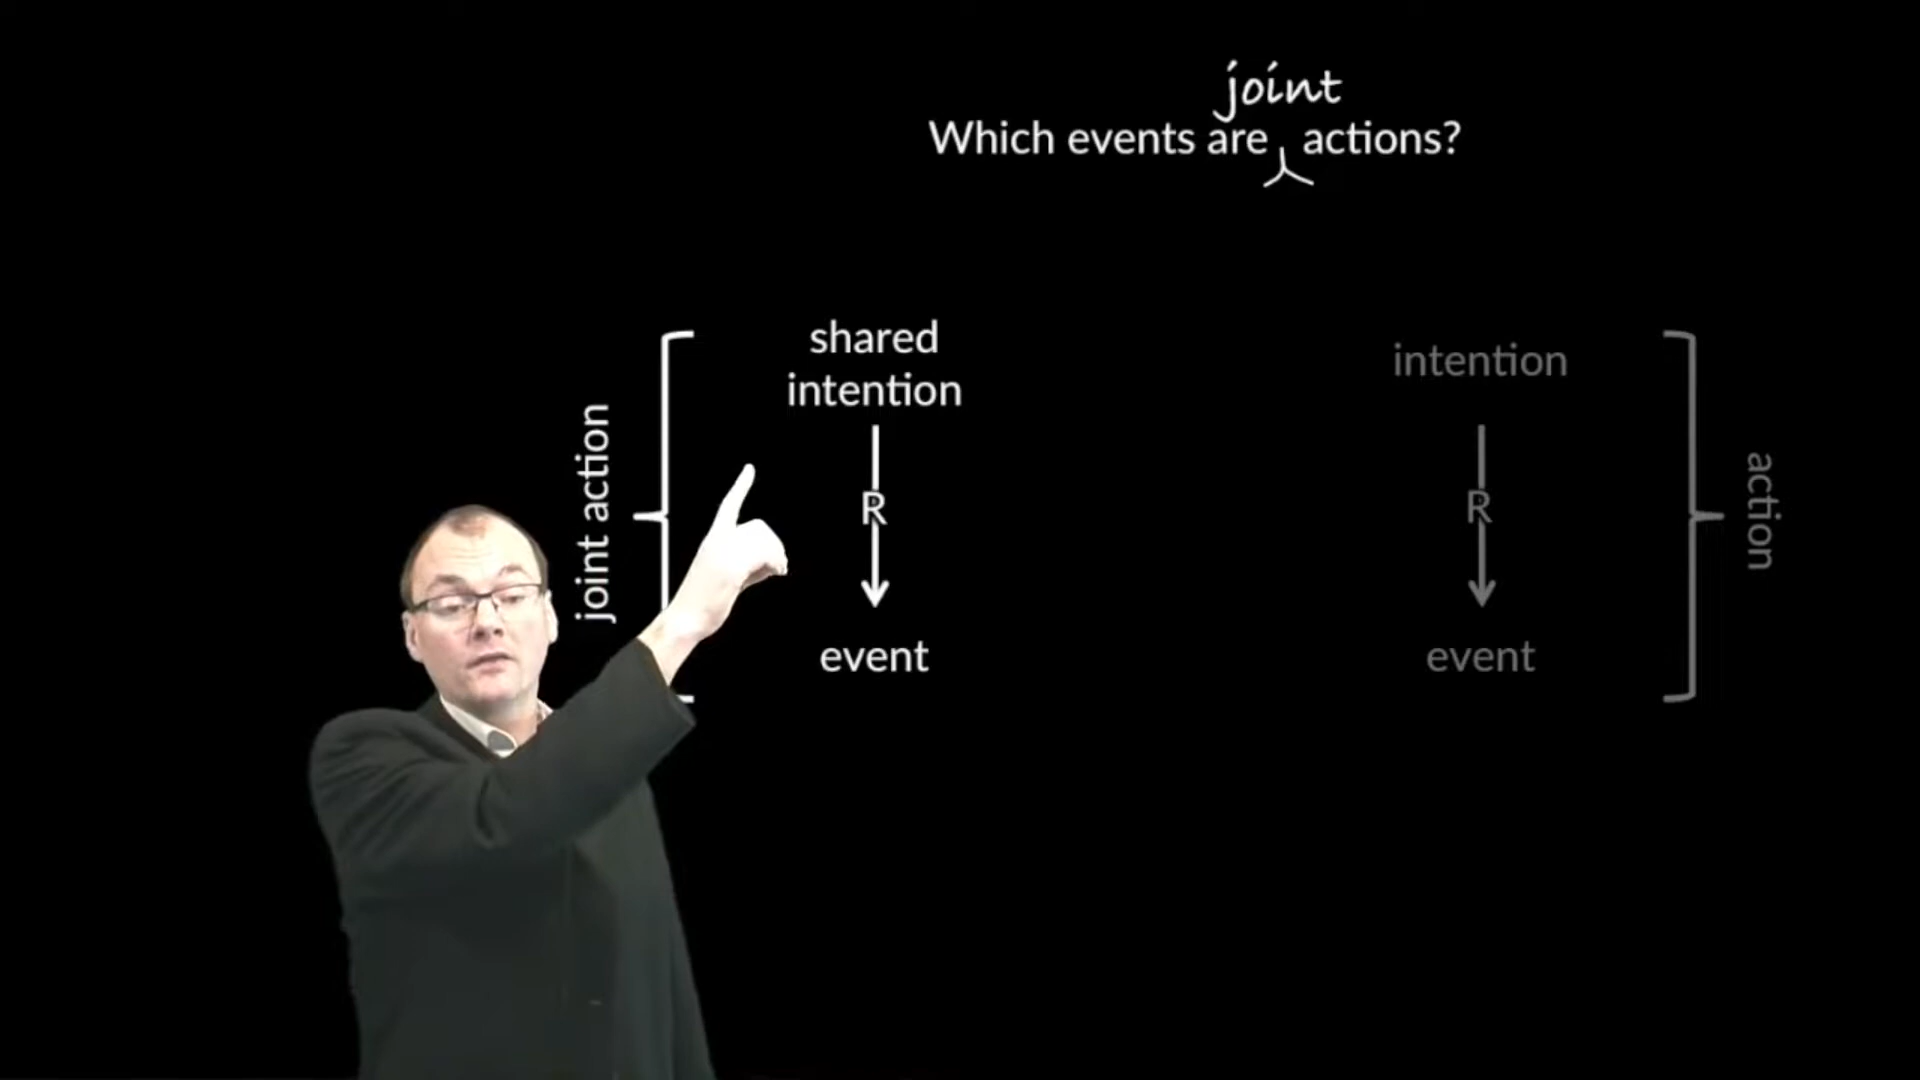 joint
Which events are actions?
joint action
shared
intention
R
event
intention
R
event
action